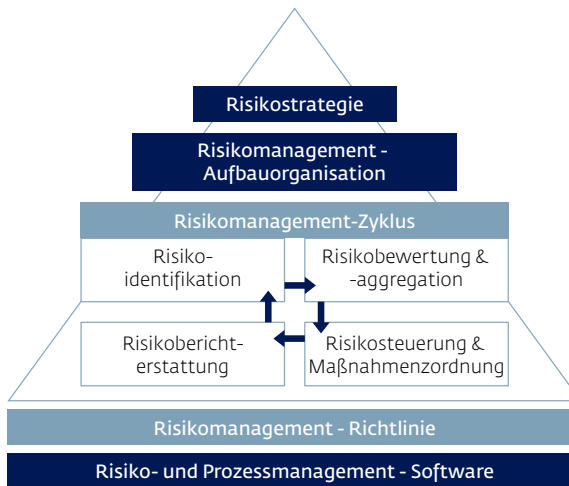 Risikostrategie
Risikomanagement -
Aufbauorganisation
Risikomanagement-Zyklus
Risiko-
identifikation
Risikobewertung &
-aggregation
Risikobericht-
erstattung
Risikosteuerung &
Maßnahmenzordnung
Risikomanagement - Richtlinie
Risiko- und Prozessmanagement - Software